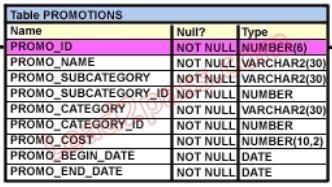 Table PROMOTIONS
Name Null? Type
PROMO_ID NOT NULL NUMBER(6)
PROMO_NAME NOT NULL VARCHAR2(30)
PROMO_SUBCATEGORY NOT NULL VARCHAR2(30)
PROMO_SUBCATEGORY_ID NOT NULL NUMBER
PROMO_CATEGORY NOT NULL VARCHAR2(30)
PROMO_CATEGORY_ID NOT NULL NUMBER
PROMO_COST NOT NULL NUMBER(10,2)
PROMO_BEGIN_DATE NOT NULL DATE
PROMO_END_DATE NOT NULL DATE